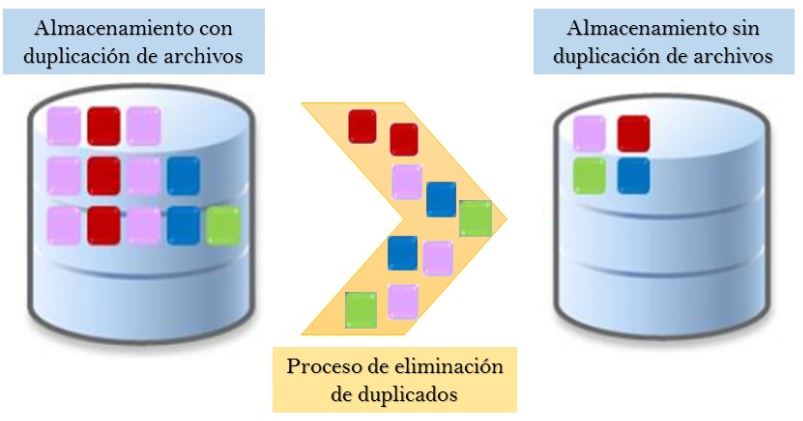 Almacenamiento con
duplicación de archivos
Almacenamiento sin
duplicación de archivos
Proceso de eliminación
de duplicados